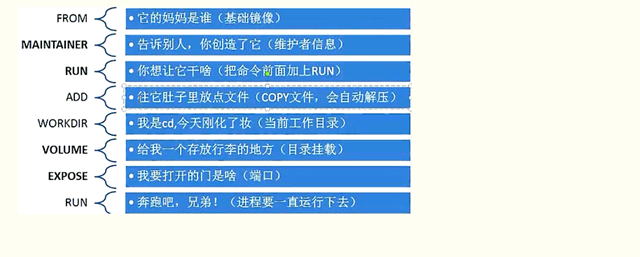 FROM • 它的妈妈是谁（基础镜像）
MAINTAINER • 告诉别人，你创造了它（维护者信息）
RUN • 你想让它干啥（把命令前面加上RUN）
ADD • 往它肚子里放点文件（COPY文件，会自动解压）
WORKDIR • 我是cd,今天刚化了妆（当前工作目录）
VOLUME • 给我一个存放行李的地方（目录挂载）
EXPOSE • 我要打开的门是啥（端口）
RUN • 奔跑吧，兄弟！（进程要一直运行下去）